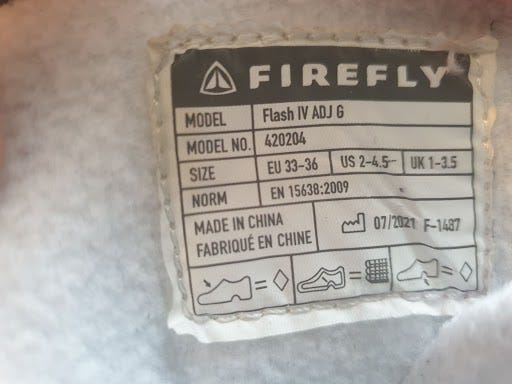 FIREFLY
MODEL Flash IV ADJ G
MODEL NO. 420204
SIZE EU 33-36 US 2-4.5 UK 1-3.5
NORM EN 15638:2009
MADE IN CHINA
FABRIQUÉ EN CHINE
07/2021 F-1487